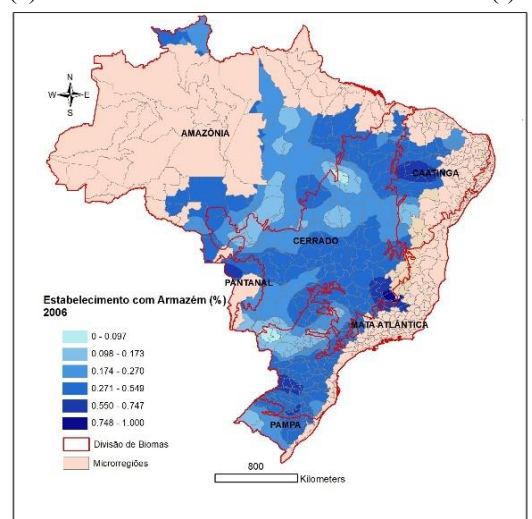 N
W E
S
AMAZÔNIA
CAATINGA
CERRADO
PANTANAL
MATA ATLÂNTICA
PAMPA
Estabelecimento com Armazém (%)
2006
0 - 0.097
0.098 - 0.173
0.174 - 0.270
0.271 - 0.549
0.550 - 0.747
0.748 - 1.000
Divisão de Biomas
Microrregiões
800
Kilometers